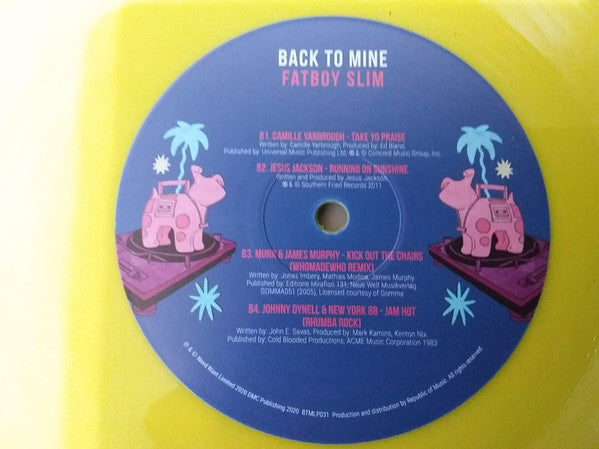 BACK TO MINE
FATBOY SLIM
B1. CAMILLE YARBROUGH - TAKE YO PRAISE
Written by: Camille Yarbrough, Produced by: Ed Bland.
Published by: Universal Music Publishing Ltd. ℗ & © Concord Music Group, Inc.
B2. JESUS JACKSON - RUNNING ON SUNSHINE
Written and Produced by Jesus Jackson.
℗ & © Southern Fried Records 2011
B3. MUNK & JAMES MURPHY - KICK OUT THE CHAIRS
(WHOMADEWHO REMIX)
Written by: Jonas Imbery, Mathias Modica, James Murphy.
Published by: Editione Mirafiori 131, Neue Welt Musikverlag.
GOMMA051 (2005), Licensed courtesy of Gomma
B4. JOHNNY DYNELL & NEW YORK 88 - JAM HOT
(RHUMBA ROCK)
Written by: John E. Savas, Produced by: Mark Kamins, Kenton Nix.
Published by: Cold Blooded Productions, ACME Music Corporation 1983
℗ & © Need Want Limited 2020 DMC Publishing 2020 BTMLP031 Production and distribution by Republic of Music. All rights reserved.